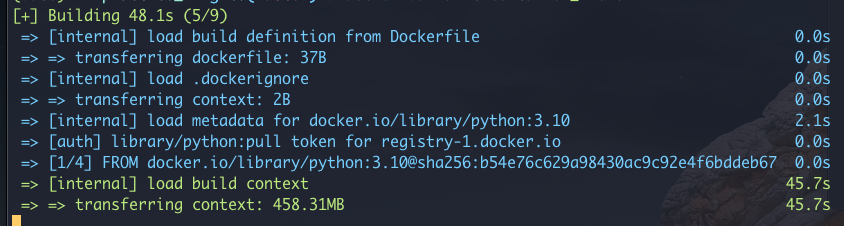 [+] Building 48.1s (5/9)
=> [internal] load build definition from Dockerfile 0.0s
=> => transferring dockerfile: 37B 0.0s
=> [internal] load .dockerignore 0.0s
=> => transferring context: 2B 0.0s
=> [internal] load metadata for docker.io/library/python:3.10 2.1s
=> [auth] library/python:pull token for registry-1.docker.io 0.0s
=> [1/4] FROM docker.io/library/python:3.10@sha256:b54e76c629a98430ac9c92e4f6bddeb67 0.0s
=> [internal] load build context 45.7s
=> => transferring context: 458.31MB 45.7s